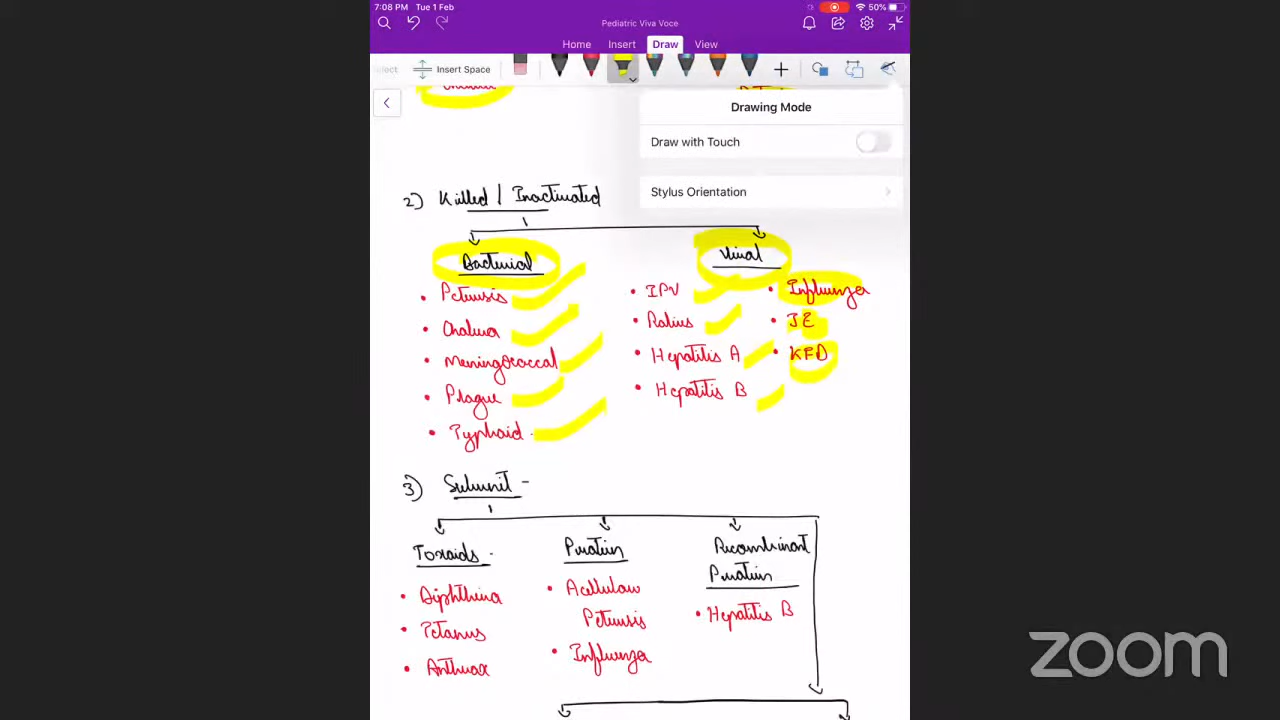 7:08 PM Tue 1 Feb
50%
Pediatric Viva Voce
Home Insert Draw View
Insert Space
Drawing Mode
Draw with Touch
Stylus Orientation
2) Killed / Inactivated
Bacterial
• Pertussis
• Cholera
• Meningococcal
• Plague
• Typhoid
Viral
• IPV
• Rabies
• Hepatitis A
• Hepatitis B
• Influenza
• JE
• KFD
3) Subunit -
Toxoids -
• Diphtheria
• Tetanus
• Anthrax
Protein
• Acellular
Pertussis
• Influenza
Recombinant
Protein
• Hepatitis B
zoom